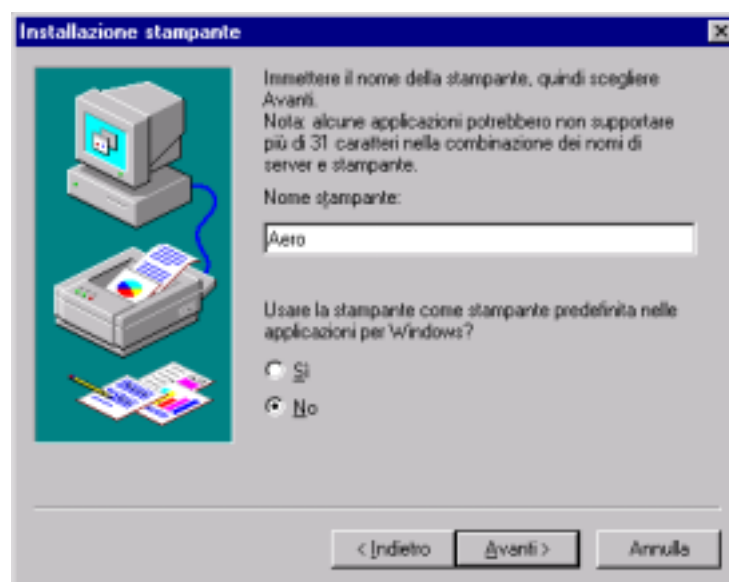 Installazione stampante
Immettere il nome della stampante, quindi scegliere
Avanti.
Nota: alcune applicazioni potrebbero non supportare
più di 31 caratteri nella combinazione dei nomi di
server e stampante.
Nome stampante:
Aero
Usare la stampante come stampante predefinita nelle
applicazioni per Windows?
Sì
No
< Indietro
Avanti >
Annulla